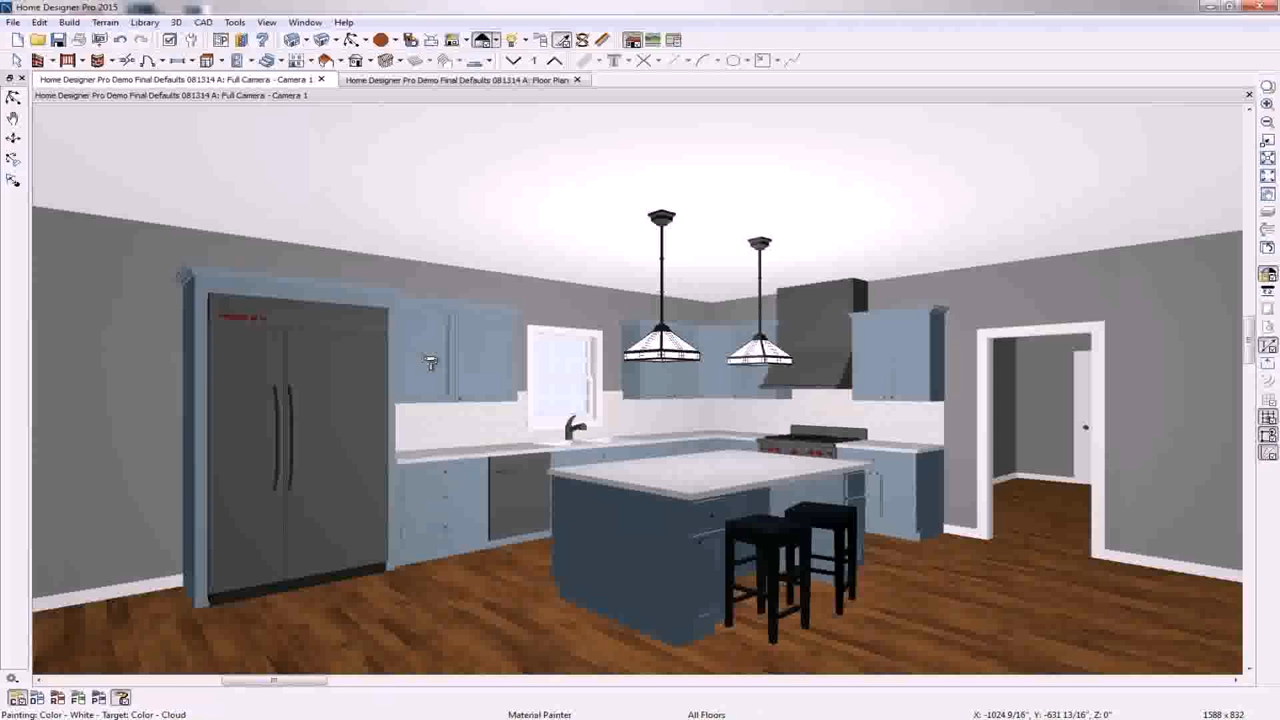 Home Designer Pro 2015
File Edit Build Terrain Library 3D CAD Tools View Window Help
Home Designer Pro Demo Final Defaults 081314 A: Full Camera - Camera 1
Home Designer Pro Demo Final Defaults 081314 A: Floor Plan
Home Designer Pro Demo Final Defaults 081314 A: Full Camera - Camera 1
Painting: Color - White - Target: Color - Cloud
Material Painter
All Floors
X: -1024 9/16", Y: -631 13/16", Z: 0"
1588 x 832